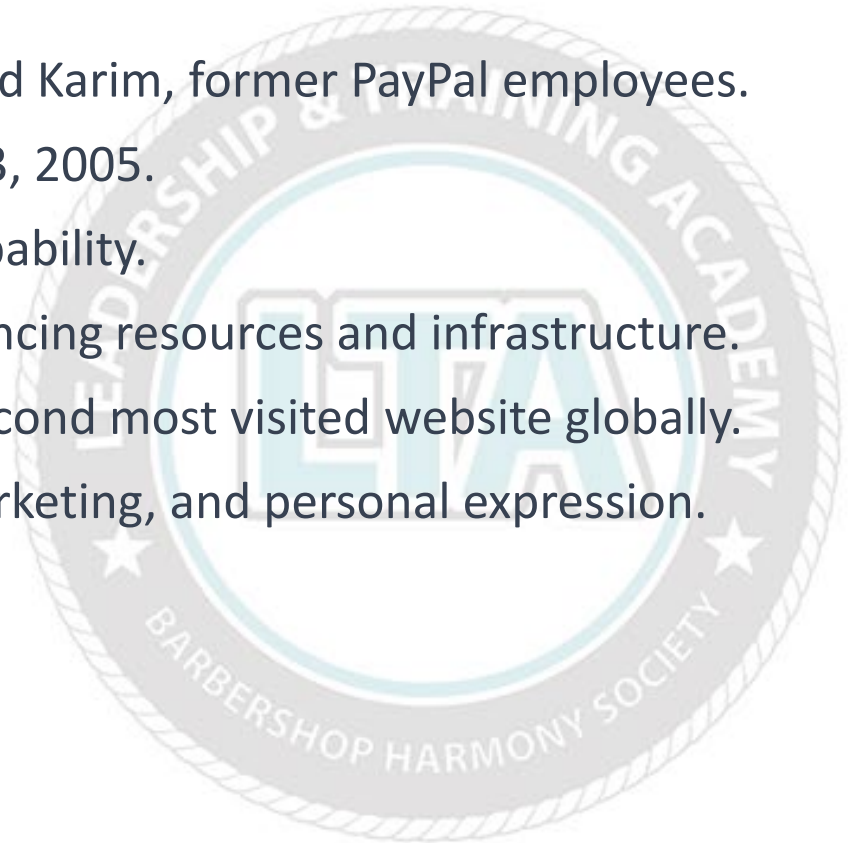 d Karim, former PayPal employees.
3, 2005.
ability.
ncing resources and infrastructure.
cond most visited website globally.
rketing, and personal expression.
LEADERSHIP & TRAINING ACADEMY
LTA
BARBERSHOP HARMONY SOCIETY